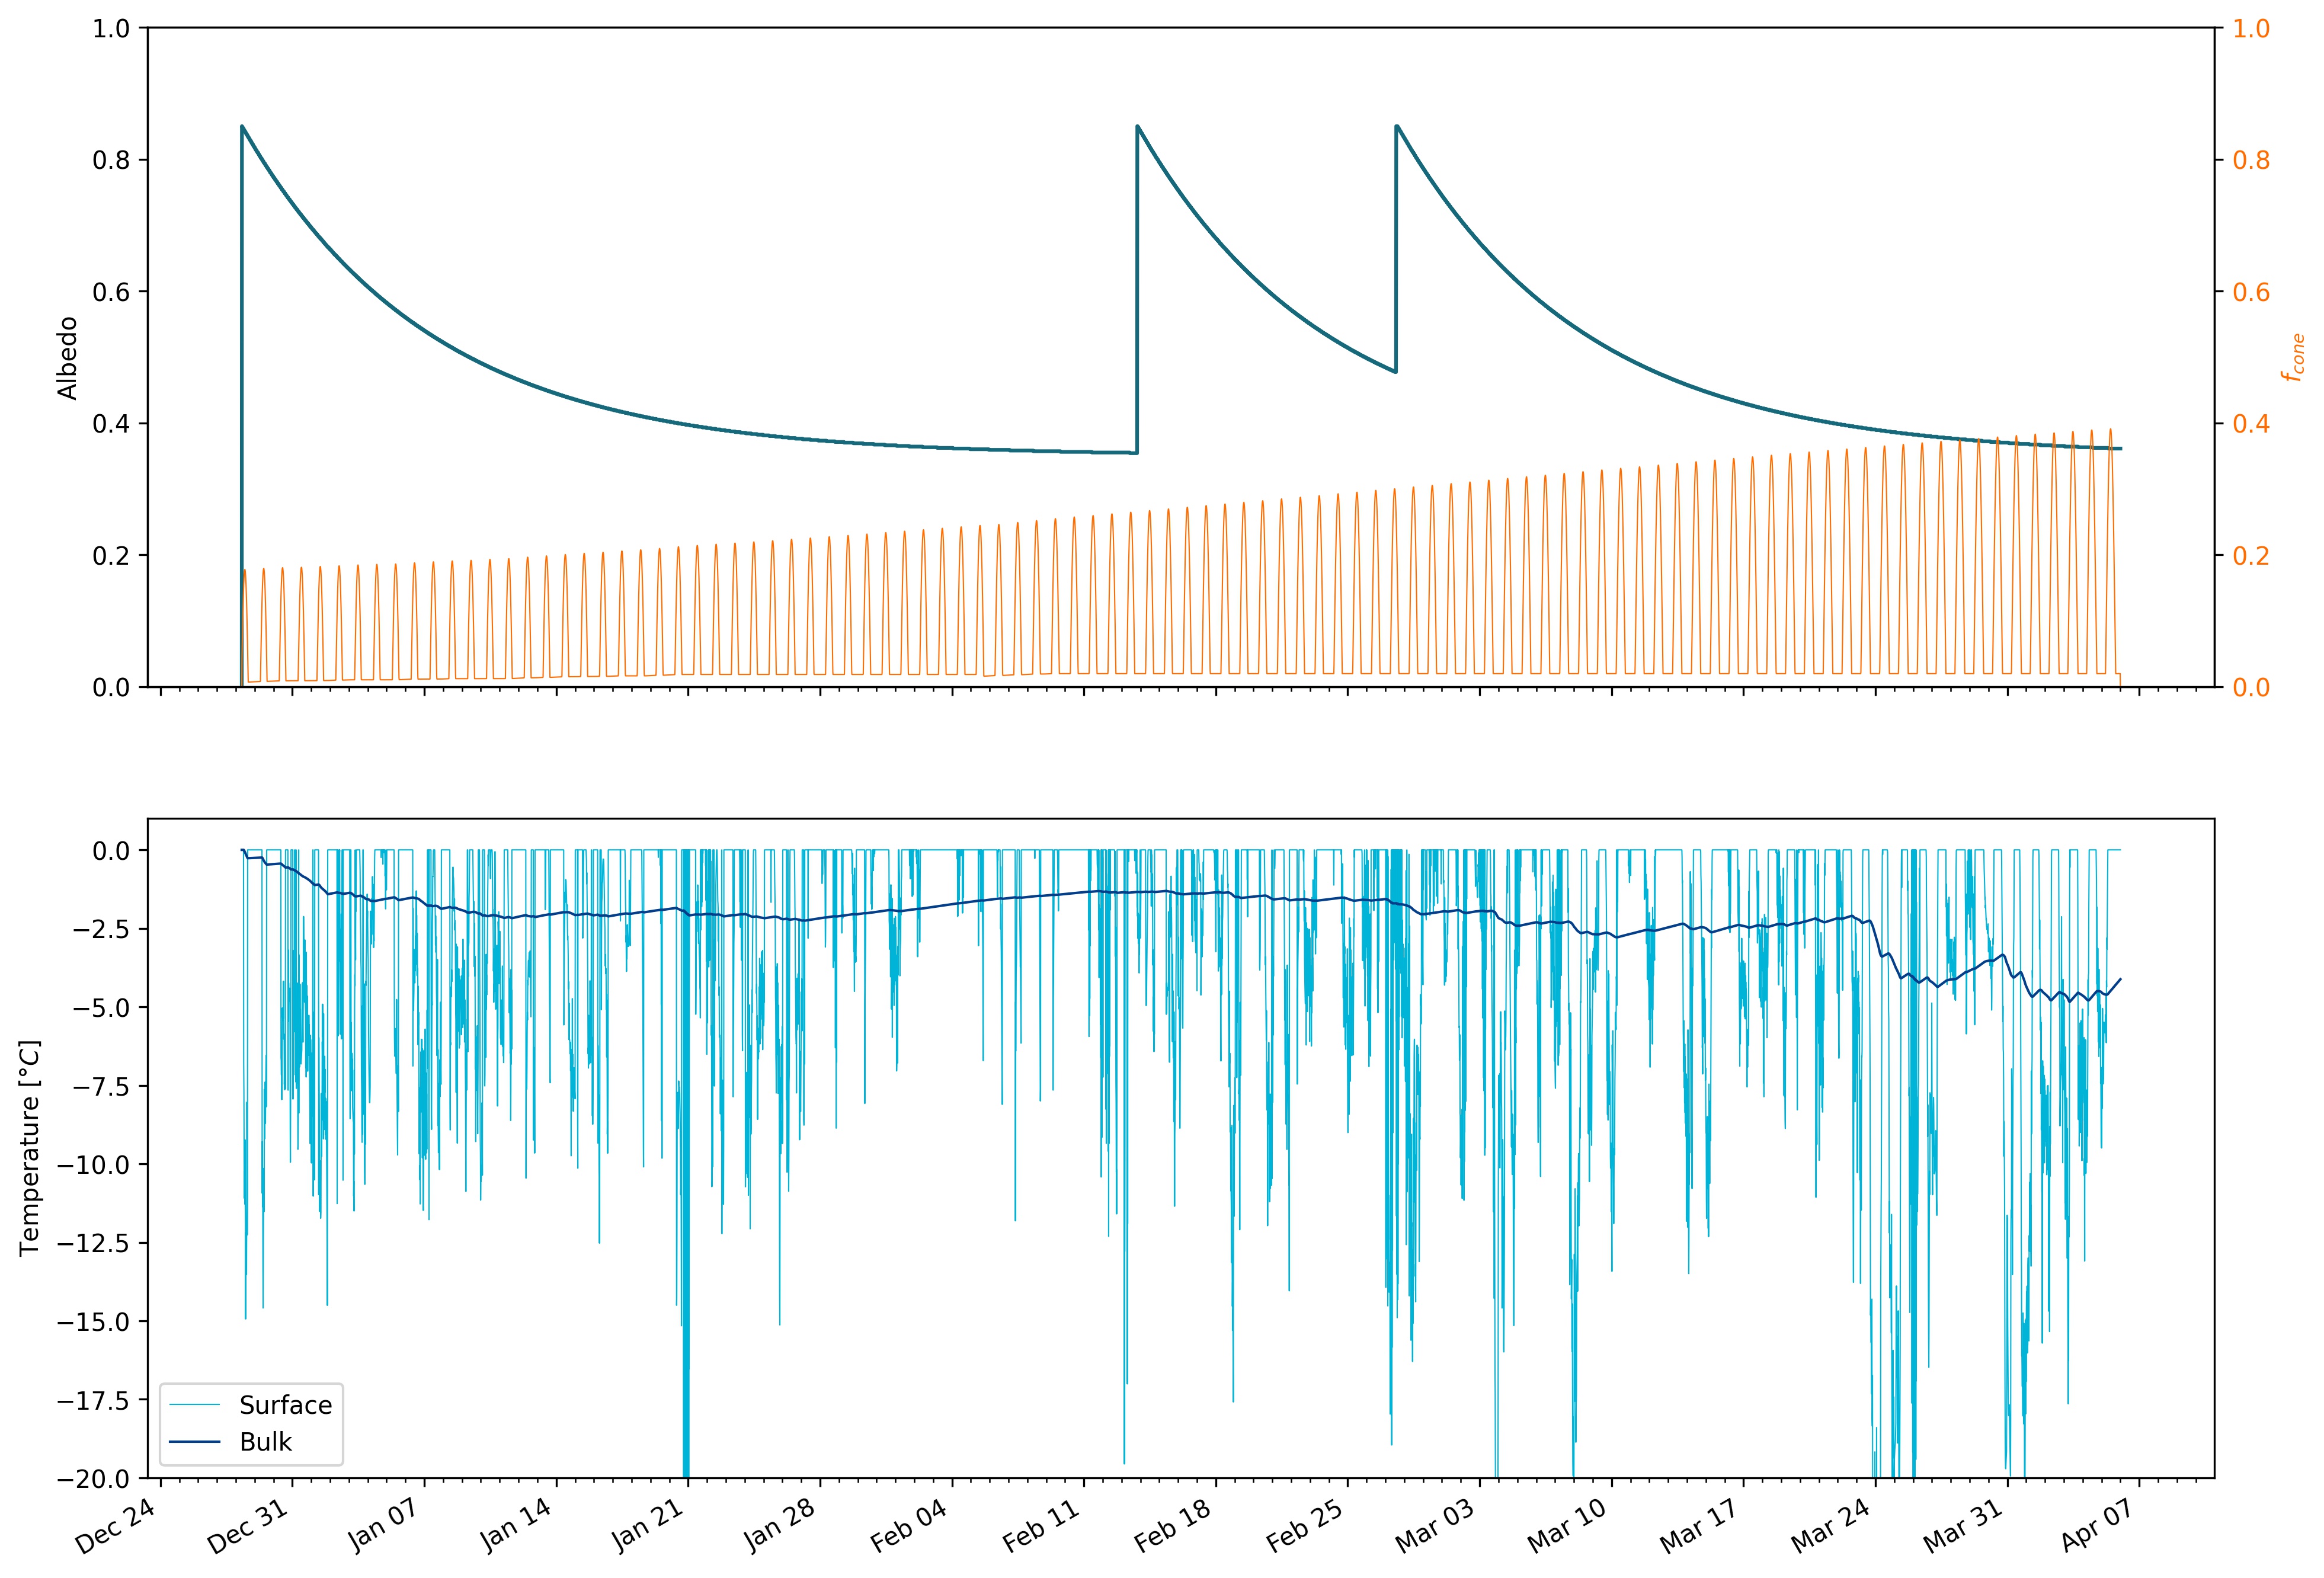 1.0
0.8
0.6
0.4
0.2
0.0
Albedo
1.0
0.8
0.6
0.4
0.2
0.0
f_cone
0.0
−2.5
−5.0
−7.5
−10.0
−12.5
−15.0
−17.5
−20.0
Temperature [°C]
Surface
Bulk
Dec 24
Dec 31
Jan 07
Jan 14
Jan 21
Jan 28
Feb 04
Feb 11
Feb 18
Feb 25
Mar 03
Mar 10
Mar 17
Mar 24
Mar 31
Apr 07